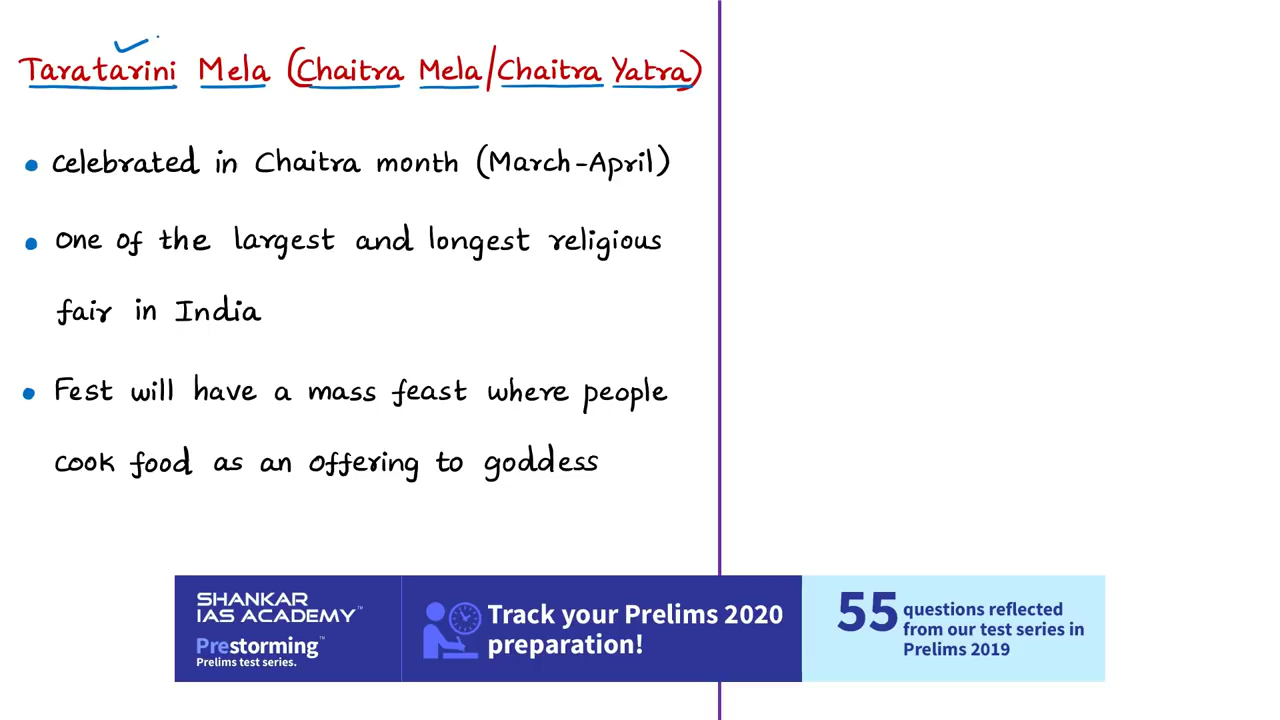 Taratarini Mela (Chaitra Mela/Chaitra Yatra)
• celebrated in Chaitra month (March-April)
• One of the largest and longest religious
fair in India
• Fest will have a mass feast where people
cook food as an offering to goddess
SHANKAR
IAS ACADEMY™
Prestorming™
Prelims test series.
Track your Prelims 2020
preparation!
55 questions reflected
from our test series in
Prelims 2019